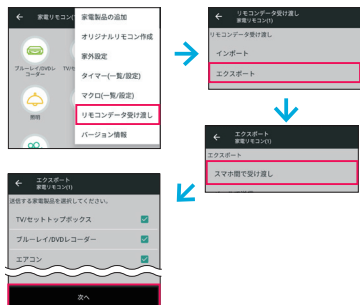 家電リモコン(
家電製品の追加
オリジナルリモコン作成
家外設定
タイマー(一覧/設定)
マクロ(一覧/設定)
リモコンデータ受け渡し
バージョン情報
ブルーレイ/DVDレコーダー
TV/セ
照明
リモコンデータ受け渡し
家電リモコン(1)
リモコンデータ受け渡し
インポート
エクスポート
エクスポート
家電リモコン(1)
エクスポート
スマホ間で受け渡し
エクスポート
家電リモコン(1)
送信する家電製品を選択してください。
TV/セットトップボックス
ブルーレイ/DVDレコーダー
エアコン
次へ